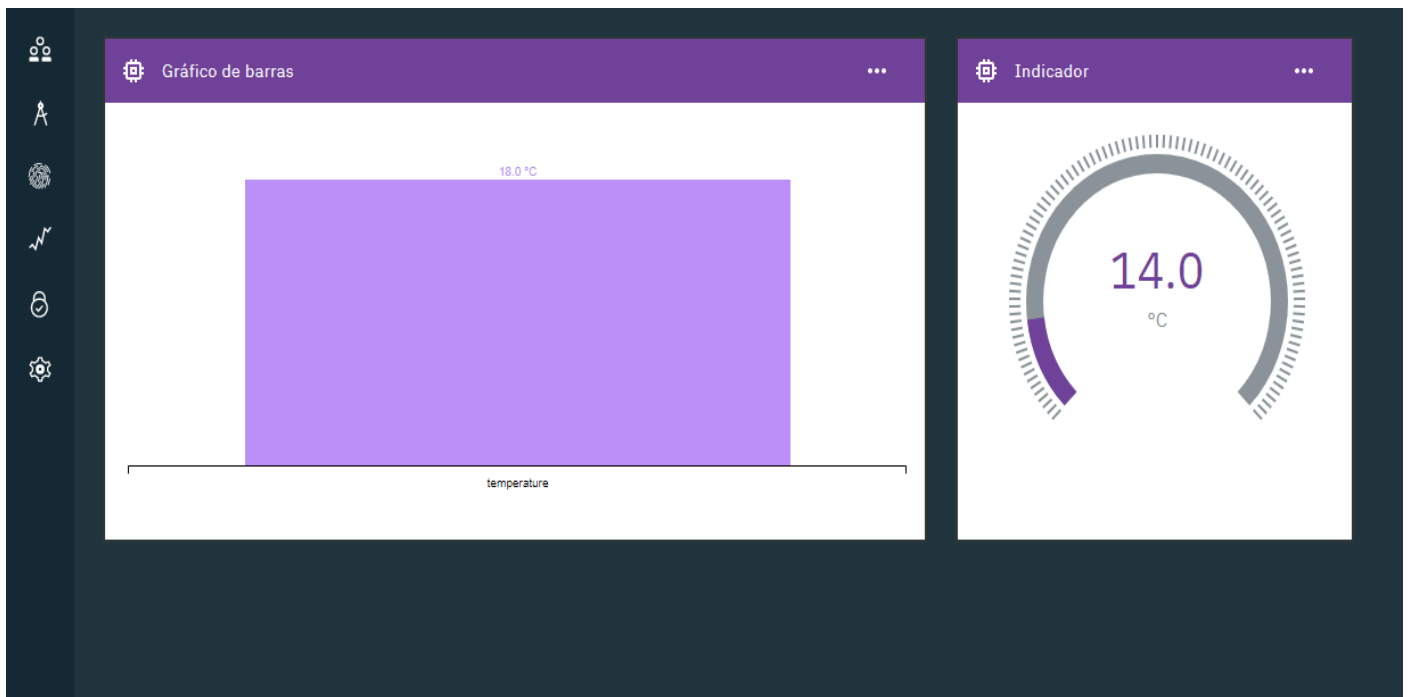 Gráfico de barras
18.0 °C
temperature
Indicador
14.0
°C